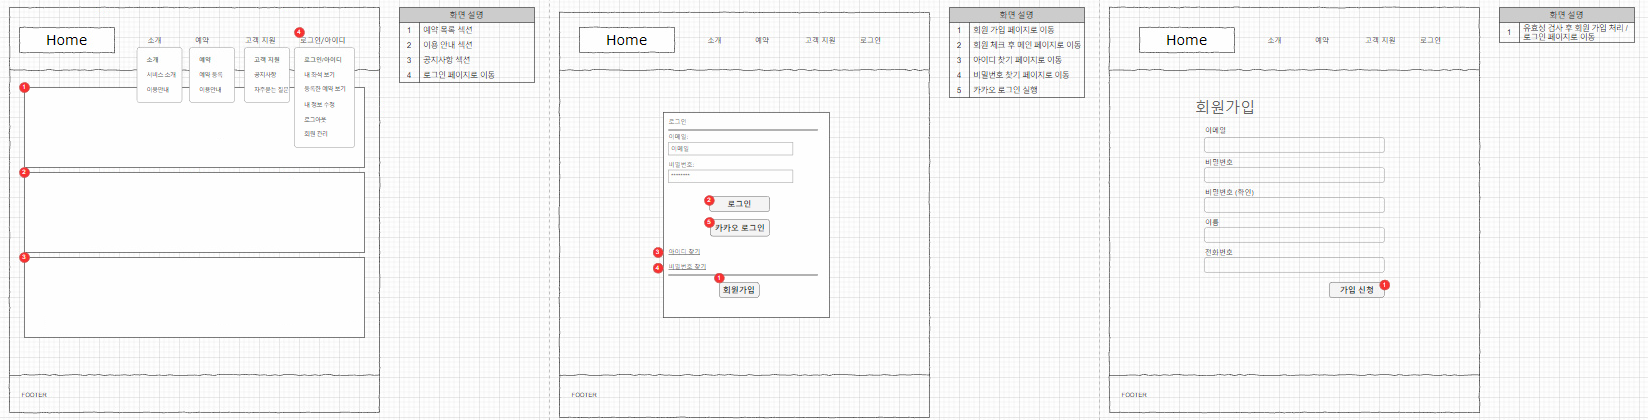 Home
소개 예약 고객 지원 4 로그인/아이디
소개
서비스 소개
이용안내
예약
예약 등록
이용안내
고객 지원
공지사항
자주묻는 질문
로그인/아이디
내 좌석 보기
등록한 예약 보기
내 정보 수정
로그아웃
회원 관리
1
2
3
FOOTER
화면 설명
1 예약 목록 섹션
2 이용 안내 섹션
3 공지사항 섹션
4 로그인 페이지로 이동
Home
소개 예약 고객 지원 로그인
로그인
이메일:
이메일
비밀번호:
********
2 로그인
5 카카오 로그인
3 아이디 찾기
4 비밀번호 찾기
1
회원가입
FOOTER
화면 설명
1 회원 가입 페이지로 이동
2 회원 체크 후 메인 페이지로 이동
3 아이디 찾기 페이지로 이동
4 비밀번호 찾기 페이지로 이동
5 카카오 로그인 실행
Home
소개 예약 고객 지원 로그인
회원가입
이메일
비밀번호
비밀번호 (확인)
이름
전화번호
가입 신청 1
FOOTER
화면 설명
1 유효성 검사 후 회원 가입 처리 /
로그인 페이지로 이동